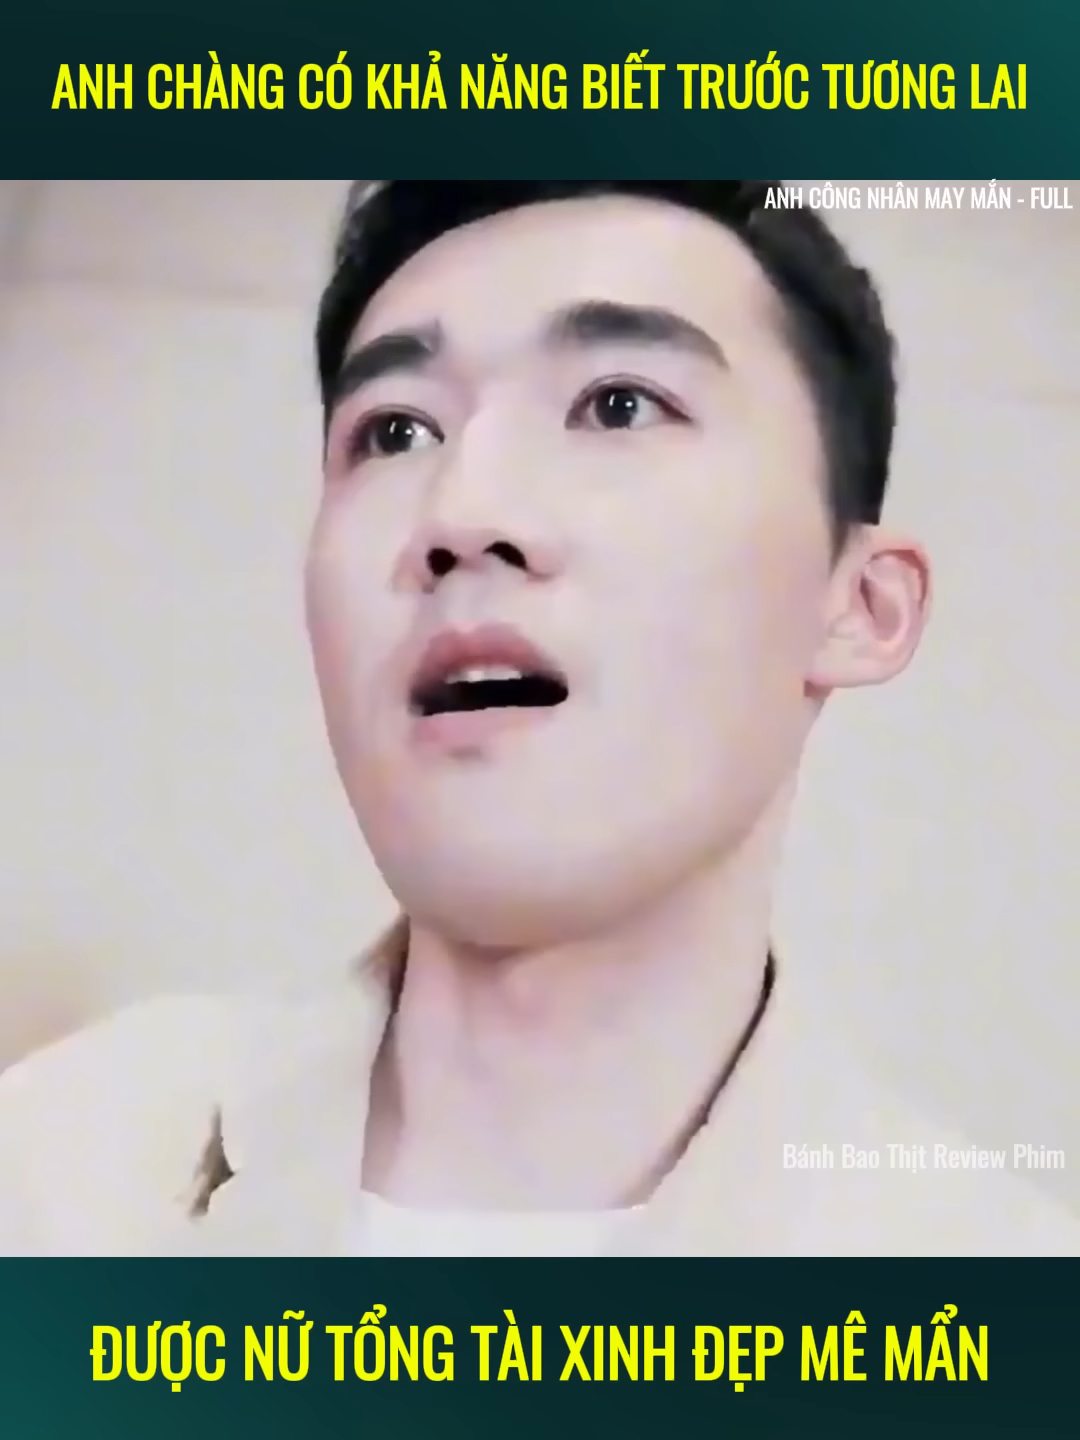 ANH CHÀNG CÓ KHẢ NĂNG BIẾT TRƯỚC TƯƠNG LAI
ANH CÔNG NHÂN MAY MẮN - FULL
Bánh Bao Thịt Review Phim
ĐƯỢC NỮ TỔNG TÀI XINH ĐẸP MÊ MẨN